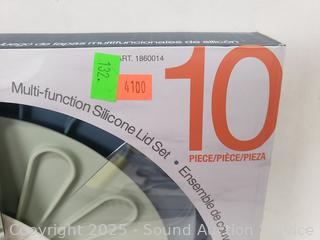 juego de tapas multifuncionales de silicón
ART. 1860014
132.
4100
10
PIECE/PIÈCE/PIEZA
Multi-function Silicone Lid Set • Ensemble de
Copyright 2025 - Sound Auction Service